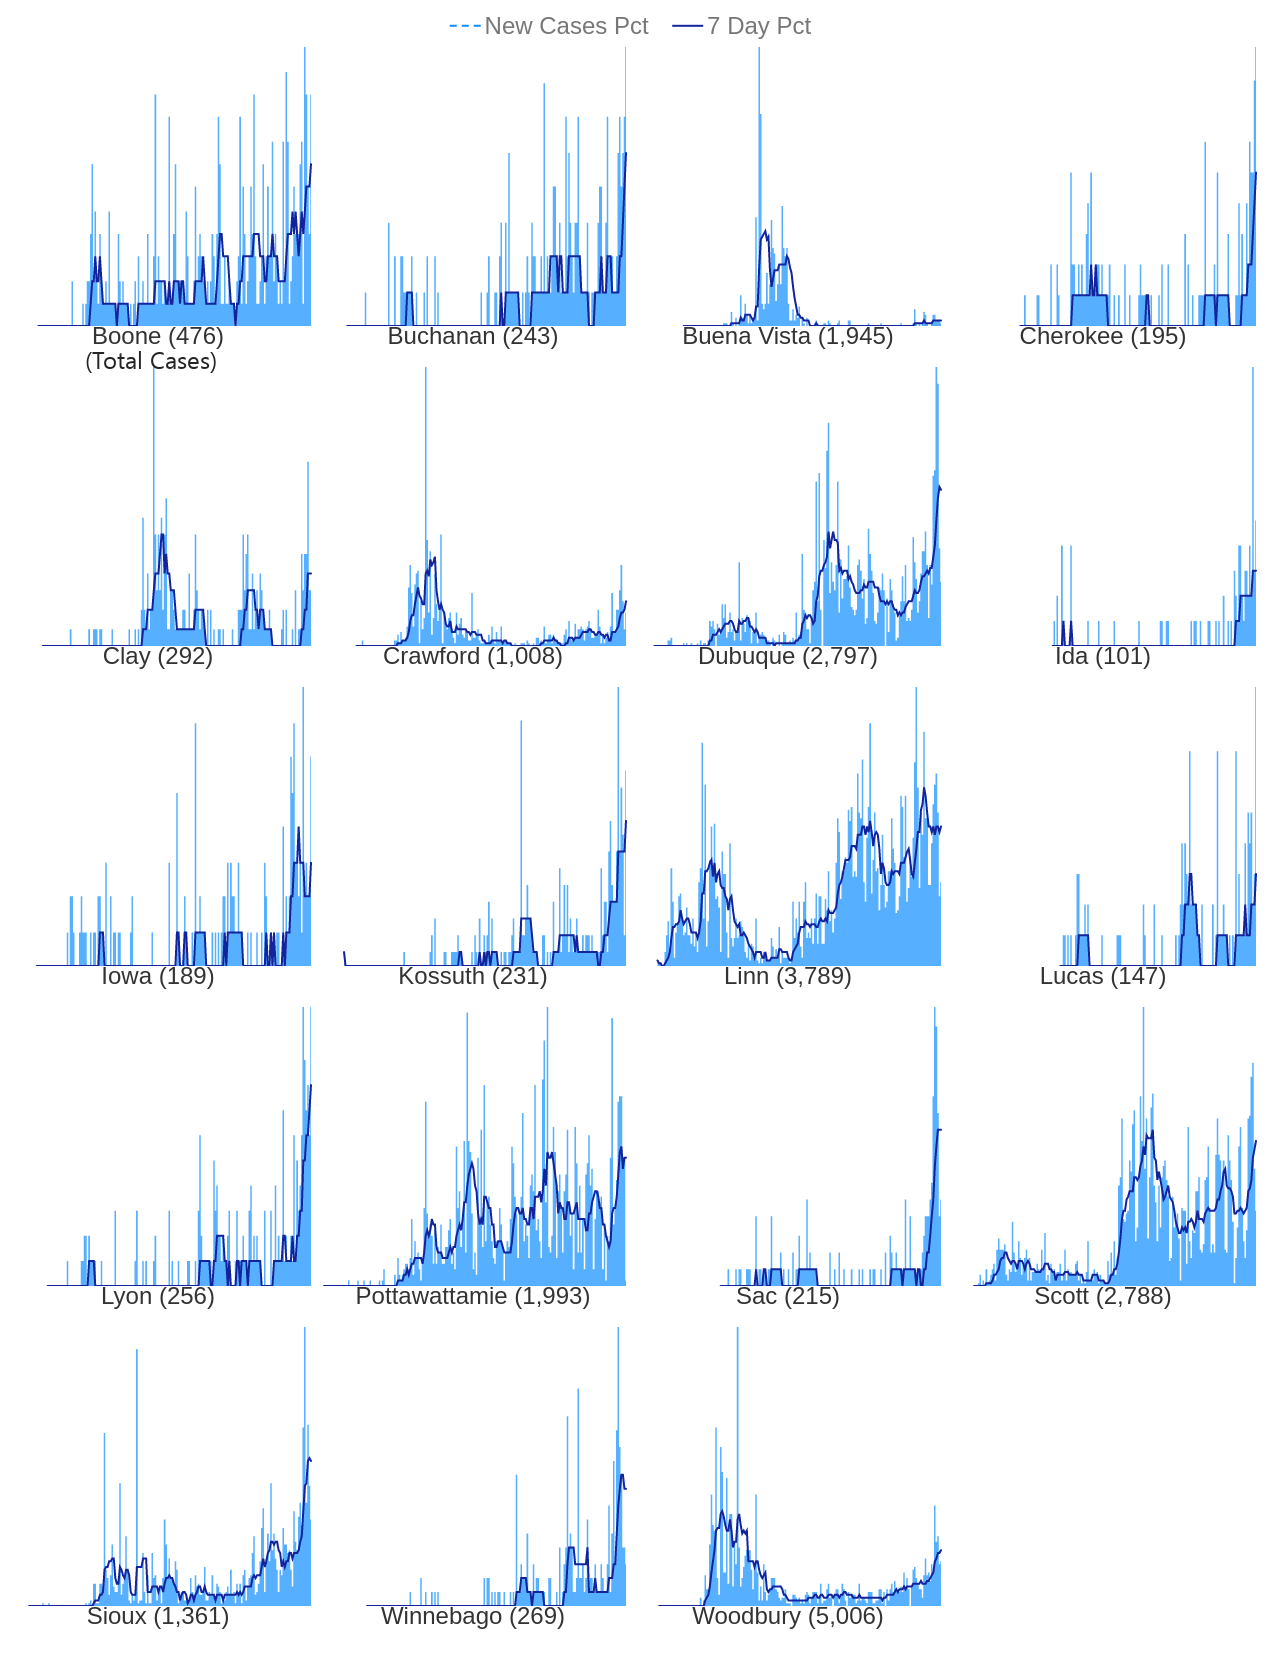 New Cases Pct 7 Day Pct
Boone (476) Buchanan (243) Buena Vista (1,945) Cherokee (195)
(Total Cases)
Clay (292) Crawford (1,008) Dubuque (2,797) Ida (101)
Iowa (189) Kossuth (231) Linn (3,789) Lucas (147)
Lyon (256) Pottawattamie (1,993) Sac (215) Scott (2,788)
Sioux (1,361) Winnebago (269) Woodbury (5,006)